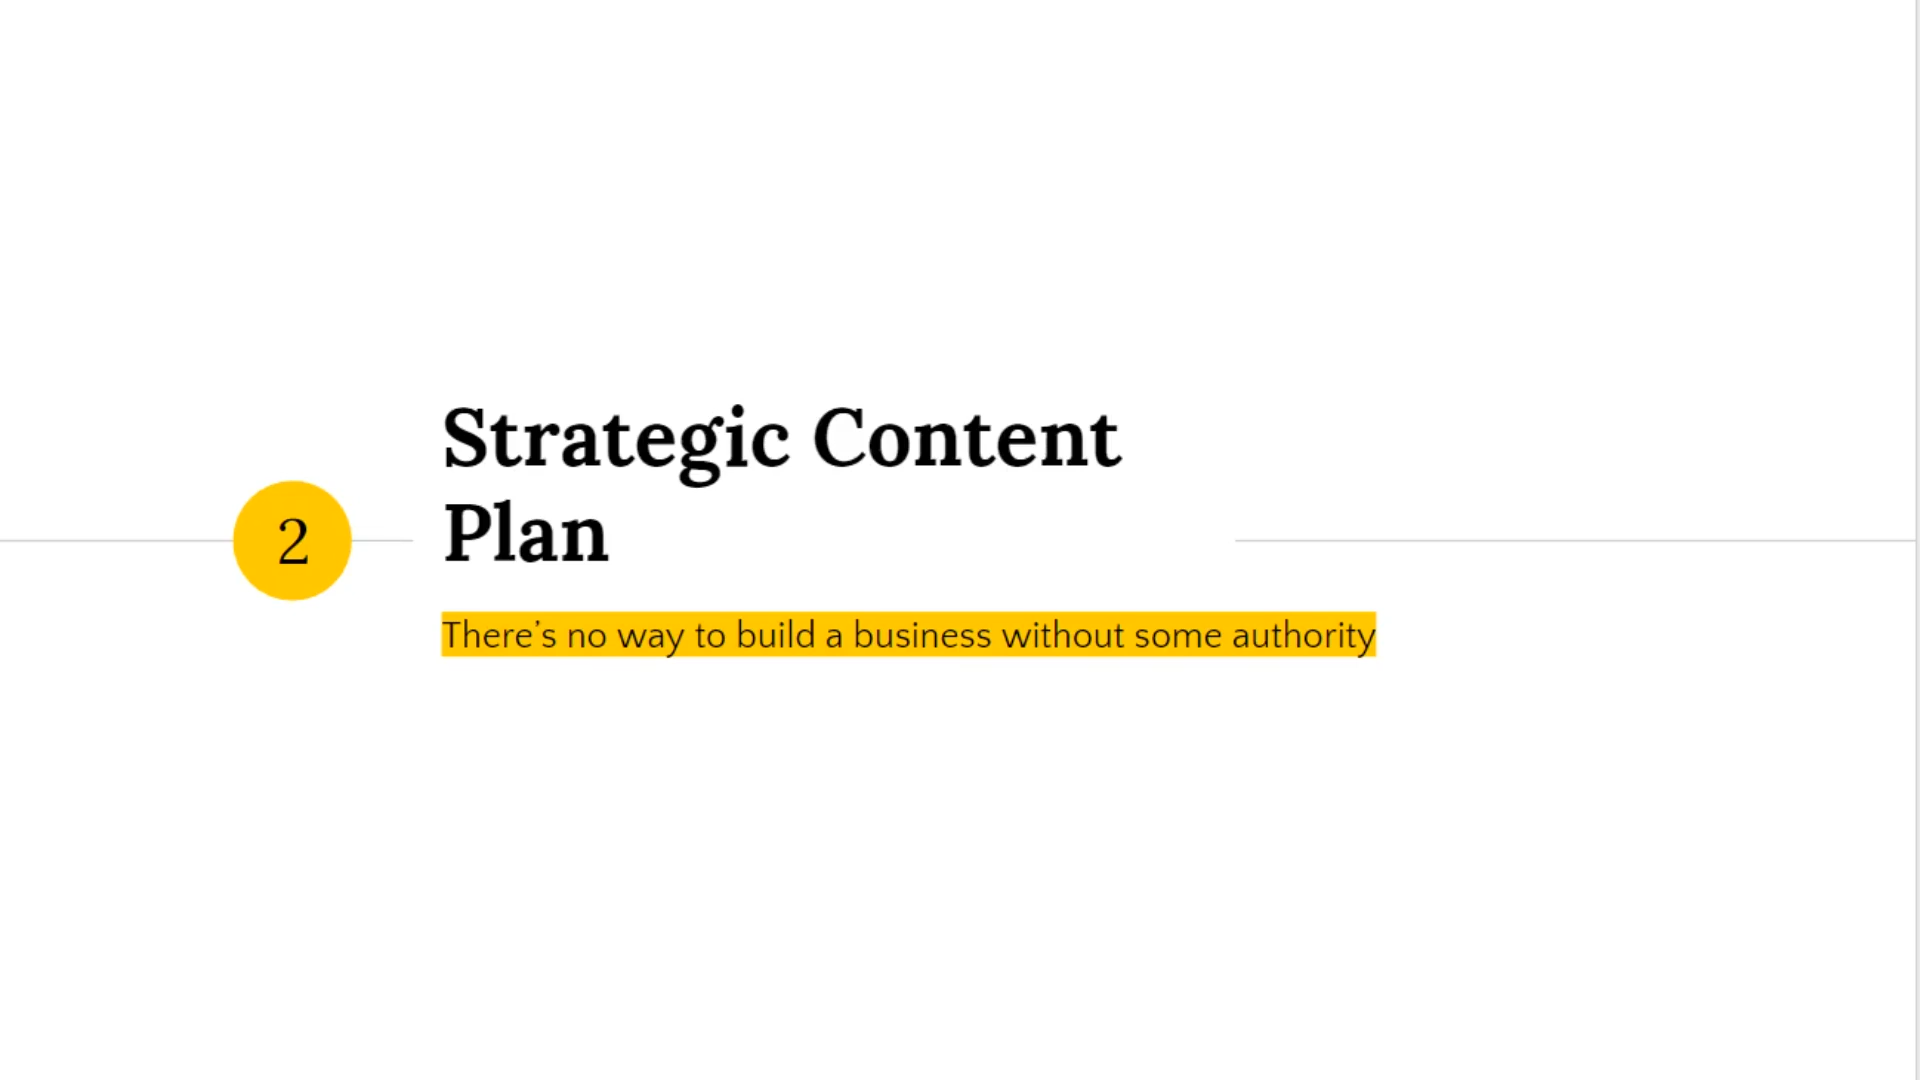 2
Strategic Content
Plan
There’s no way to build a business without some authority